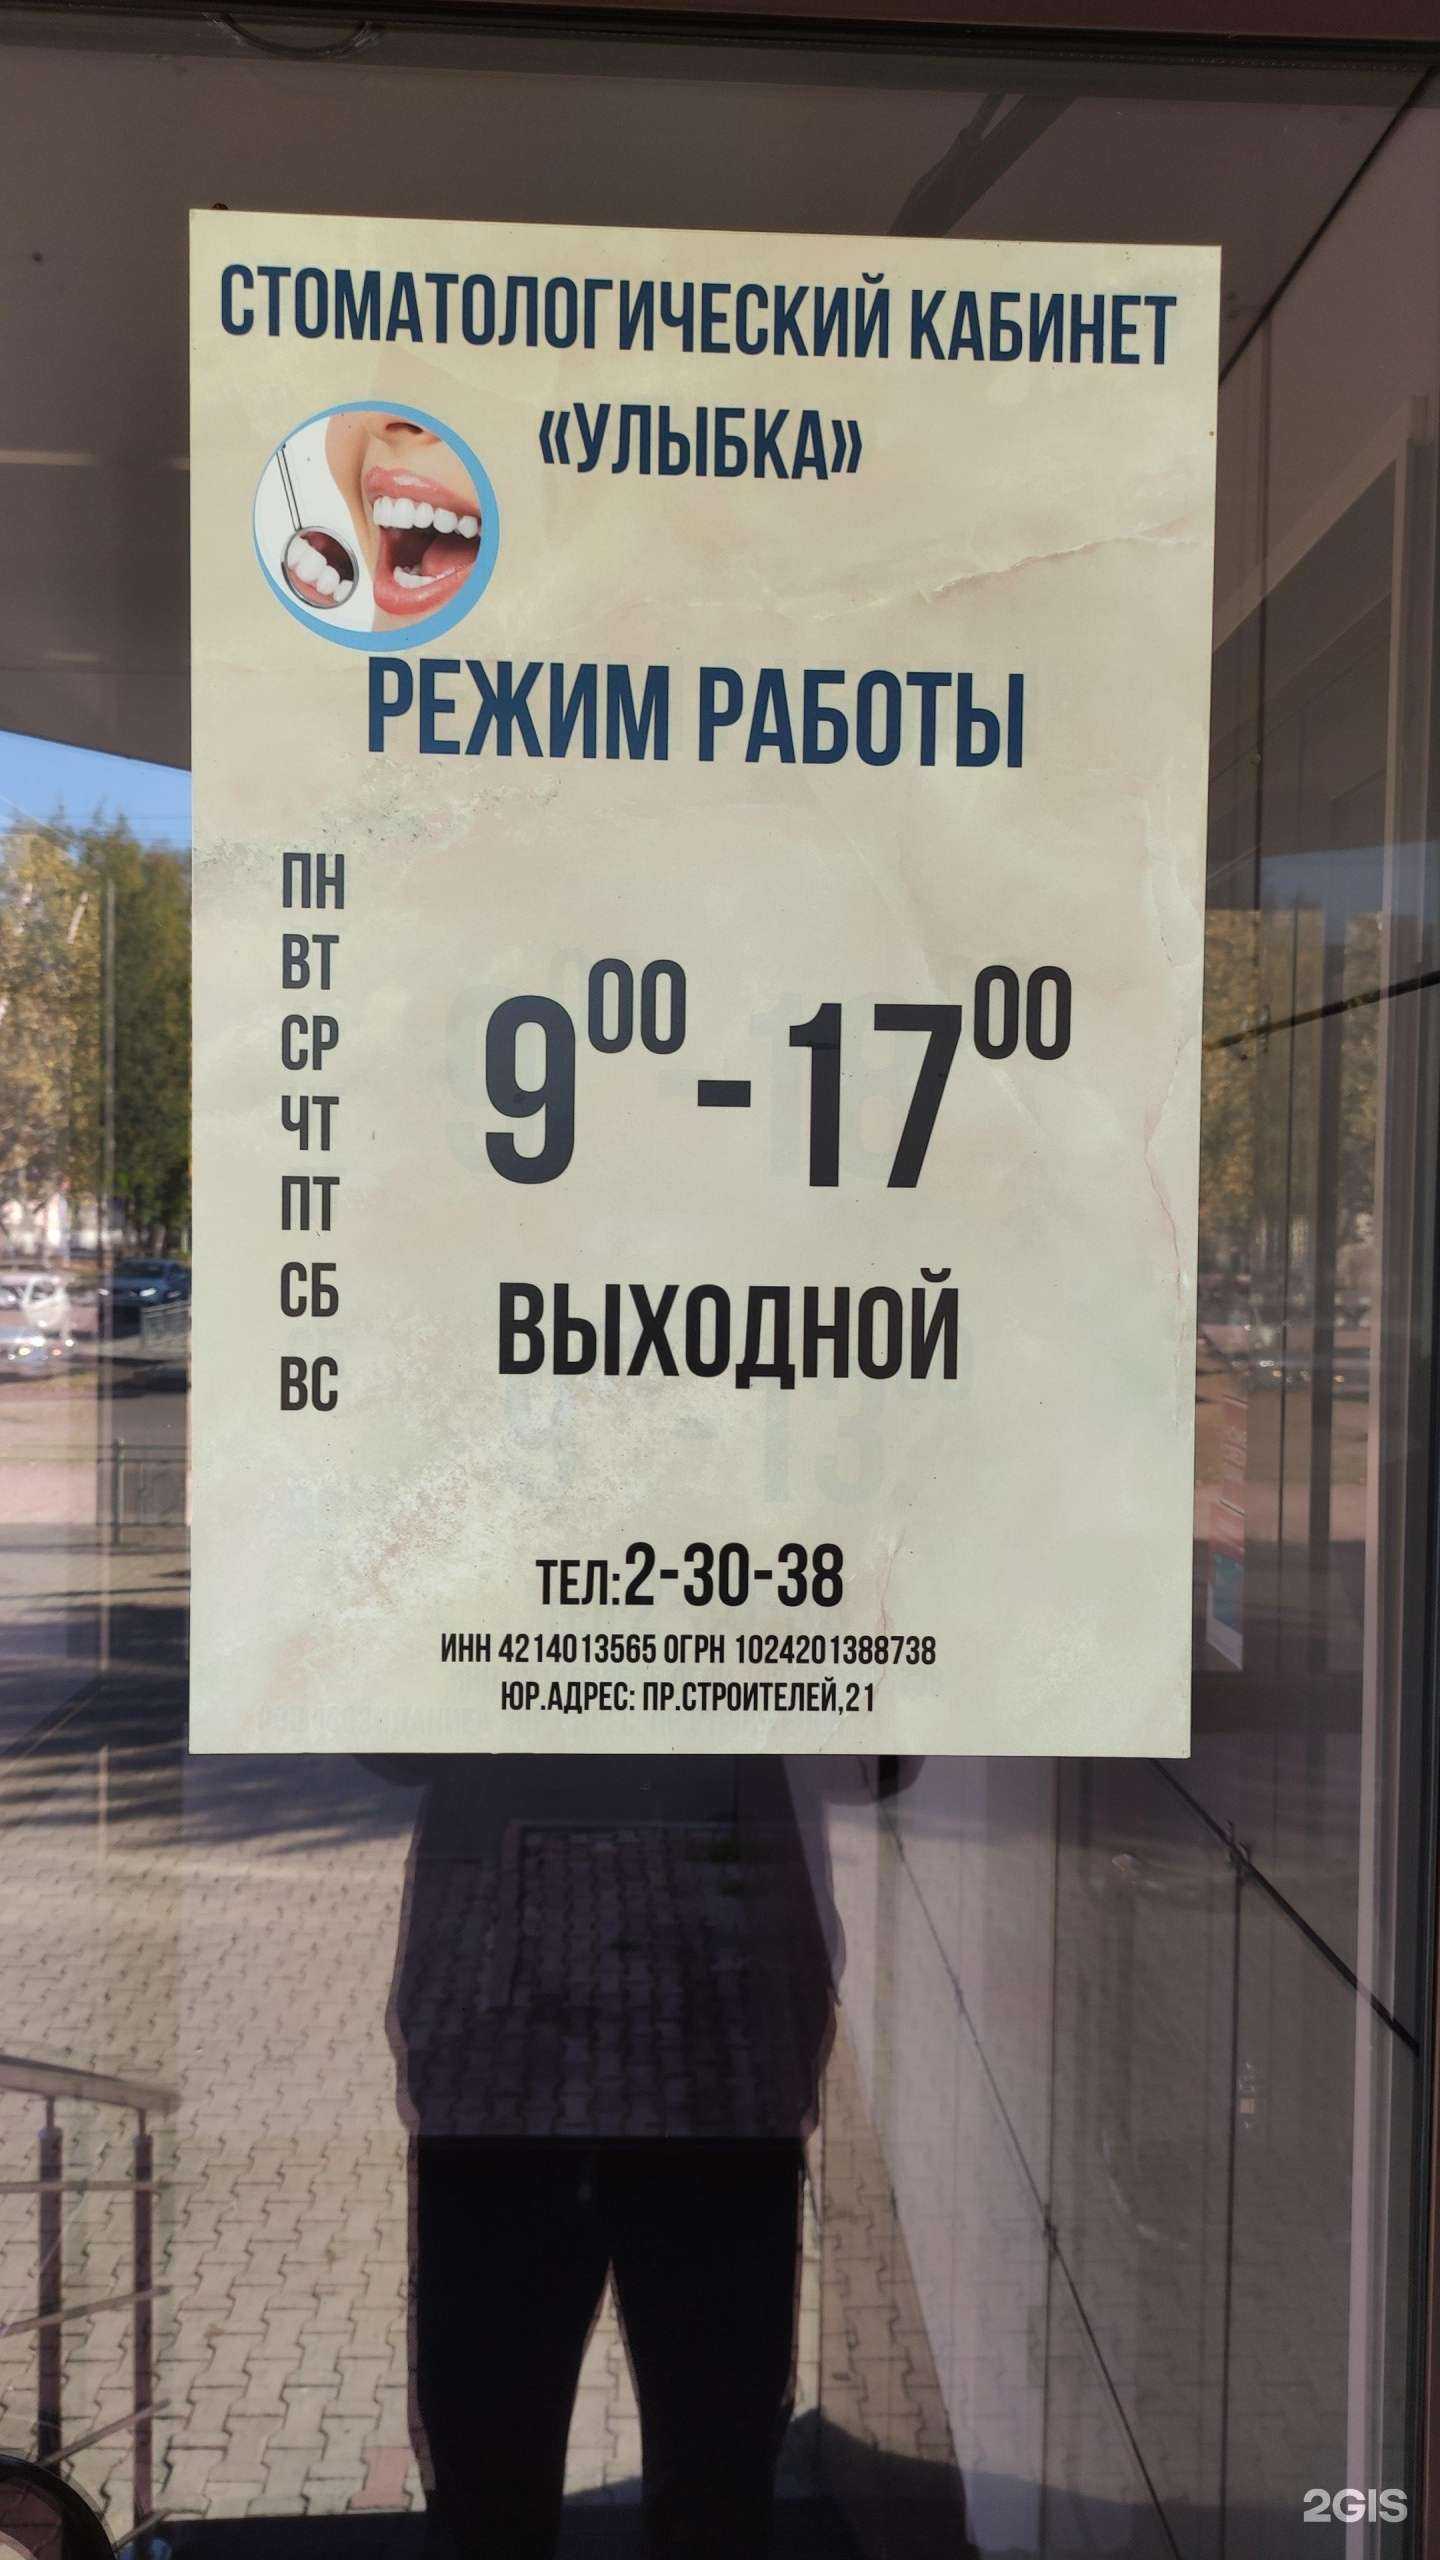 СТОМАТОЛОГИЧЕСКИЙ КАБИНЕТ
«УЛЫБКА»
РЕЖИМ РАБОТЫ
ПН
ВТ
СР
ЧТ
ПТ
9⁰⁰-17⁰⁰
СБ
ВС
ВЫХОДНОЙ
ТЕЛ:2-30-38
ИНН 4214013565 ОГРН 1024201388738
ЮР.АДРЕС: ПР.СТРОИТЕЛЕЙ,21
2GIS